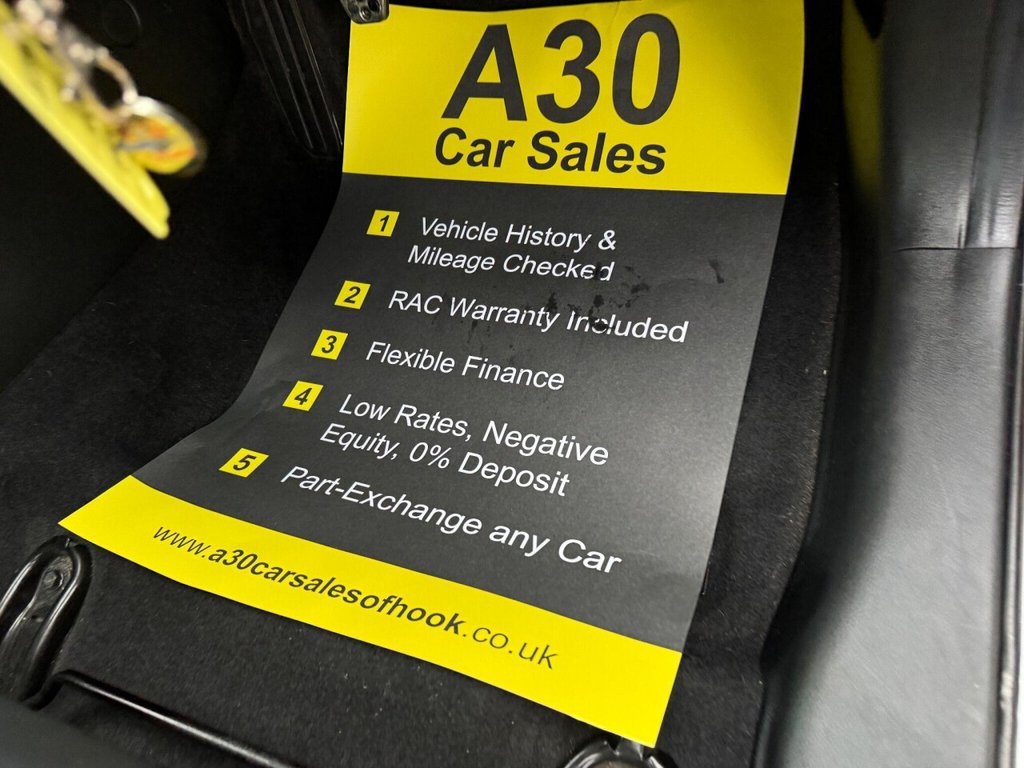 A30
Car Sales
1 Vehicle History &
Mileage Checked
2 RAC Warranty Included
3 Flexible Finance
4 Low Rates, Negative
Equity, 0% Deposit
5 Part-Exchange any Car
www.a30carsalesofhook.co.uk